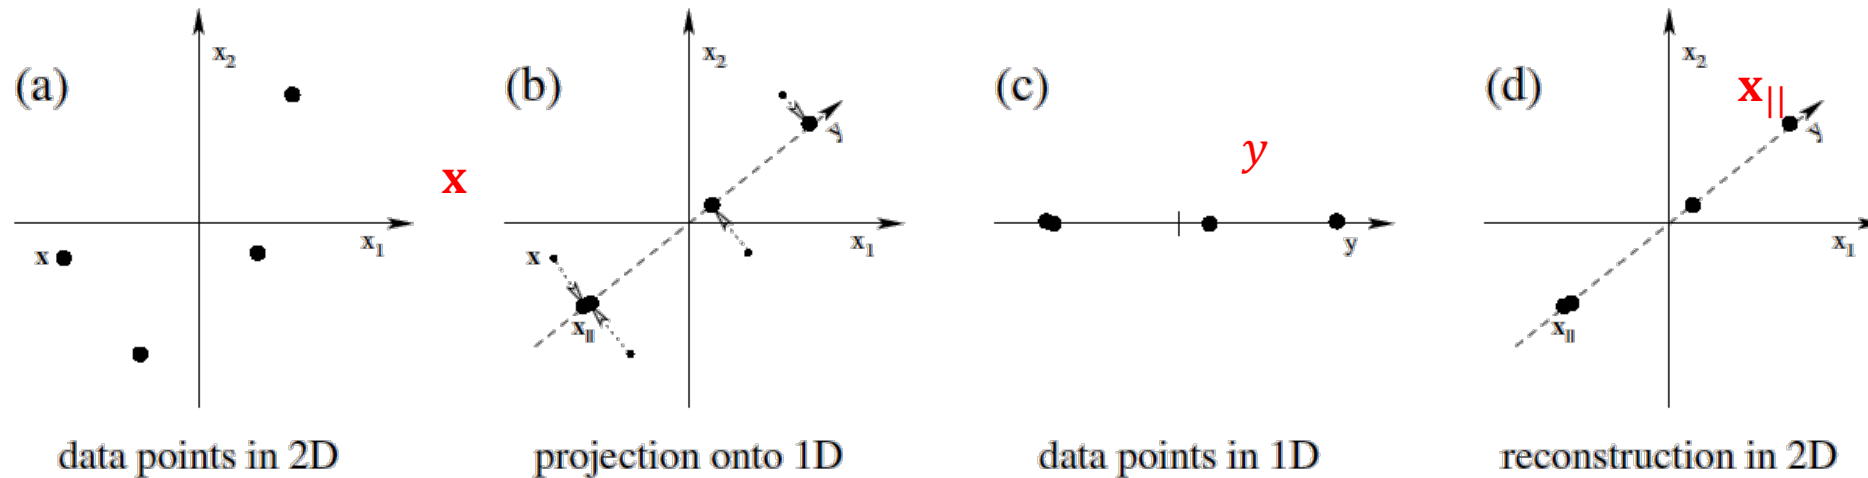 (a)
x₂
x₁
x
x
data points in 2D
(b)
x₂
y
x₁
x
x||
projection onto 1D
(c)
y
y
data points in 1D
(d)
x₂
x||
y
x₁
x||
reconstruction in 2D